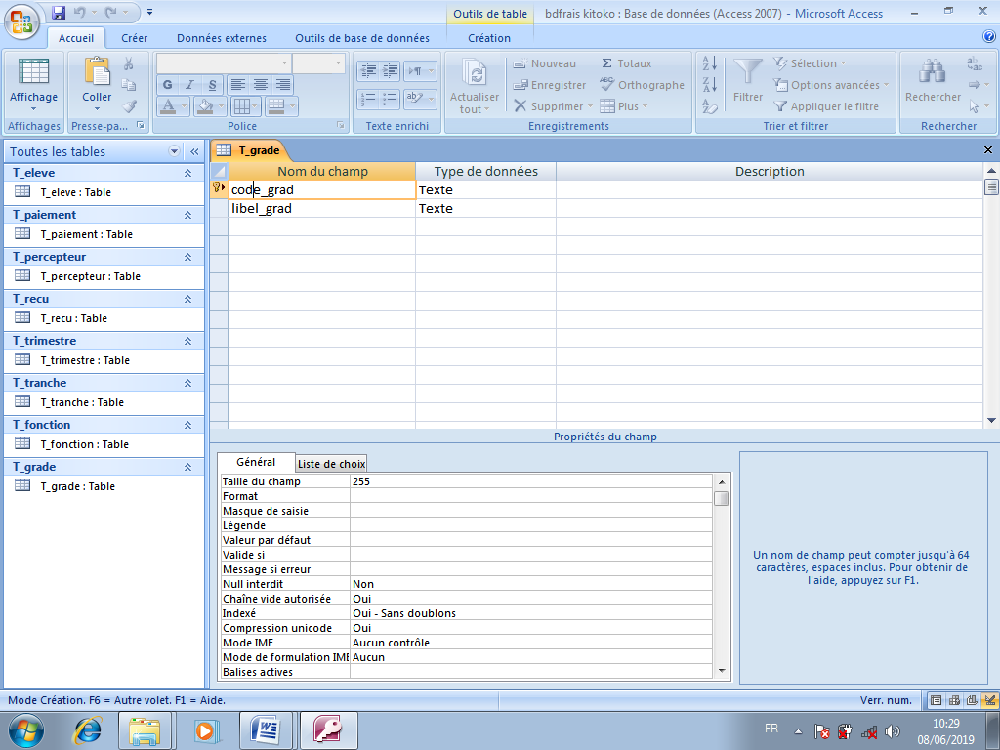 Outils de table
bdfrais kitoko : Base de données (Access 2007) - Microsoft Access
Accueil Créer Données externes Outils de base de données Création
Affichage
Coller
G I S
A
ab
Actualiser
tout
Nouveau
Enregistrer
Supprimer
Σ Totaux
Orthographe
Plus
Filtrer
Sélection
Options avancées
Appliquer le filtre
Rechercher
Affichages Presse-pa... Police Texte enrichi Enregistrements Trier et filtrer Rechercher
Toutes les tables
T_eleve
T_eleve : Table
T_paiement
T_paiement : Table
T_percepteur
T_percepteur : Table
T_recu
T_recu : Table
T_trimestre
T_trimestre : Table
T_tranche
T_tranche : Table
T_fonction
T_fonction : Table
T_grade
T_grade : Table
T_grade
Nom du champ Type de données Description
code_grad Texte
libel_grad Texte
Propriétés du champ
Général Liste de choix
Taille du champ 255
Format
Masque de saisie
Légende
Valeur par défaut
Valide si
Message si erreur
Null interdit Non
Chaîne vide autorisée Oui
Indexé Oui - Sans doublons
Compression unicode Oui
Mode IME Aucun contrôle
Mode de formulation IME Aucun
Balises actives
Un nom de champ peut compter jusqu'à 64
caractères, espaces inclus. Pour obtenir de
l'aide, appuyez sur F1.
Mode Création. F6 = Autre volet. F1 = Aide. Verr. num.
FR
10:29
08/06/2019